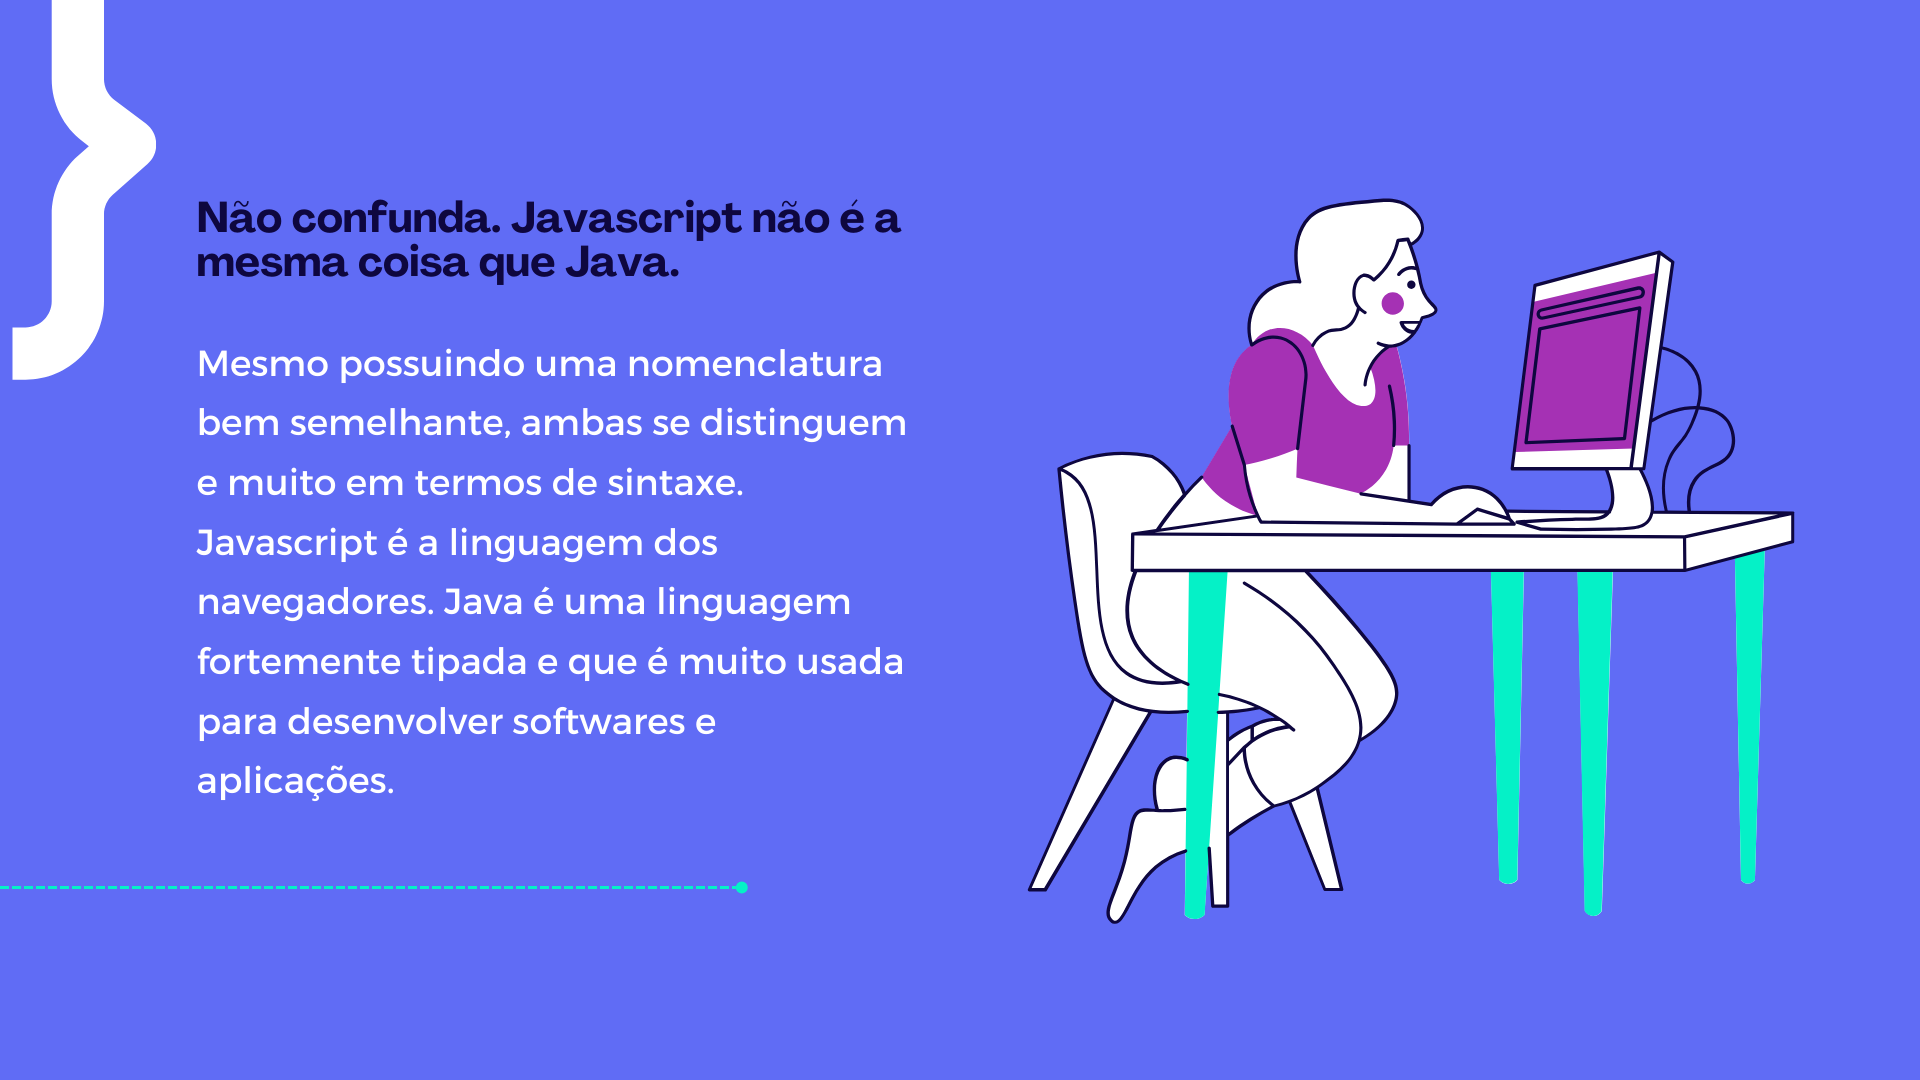 Não confunda. Javascript não é a
mesma coisa que Java.
Mesmo possuindo uma nomenclatura
bem semelhante, ambas se distinguem
e muito em termos de sintaxe.
Javascript é a linguagem dos
navegadores. Java é uma linguagem
fortemente tipada e que é muito usada
para desenvolver softwares e
aplicações.